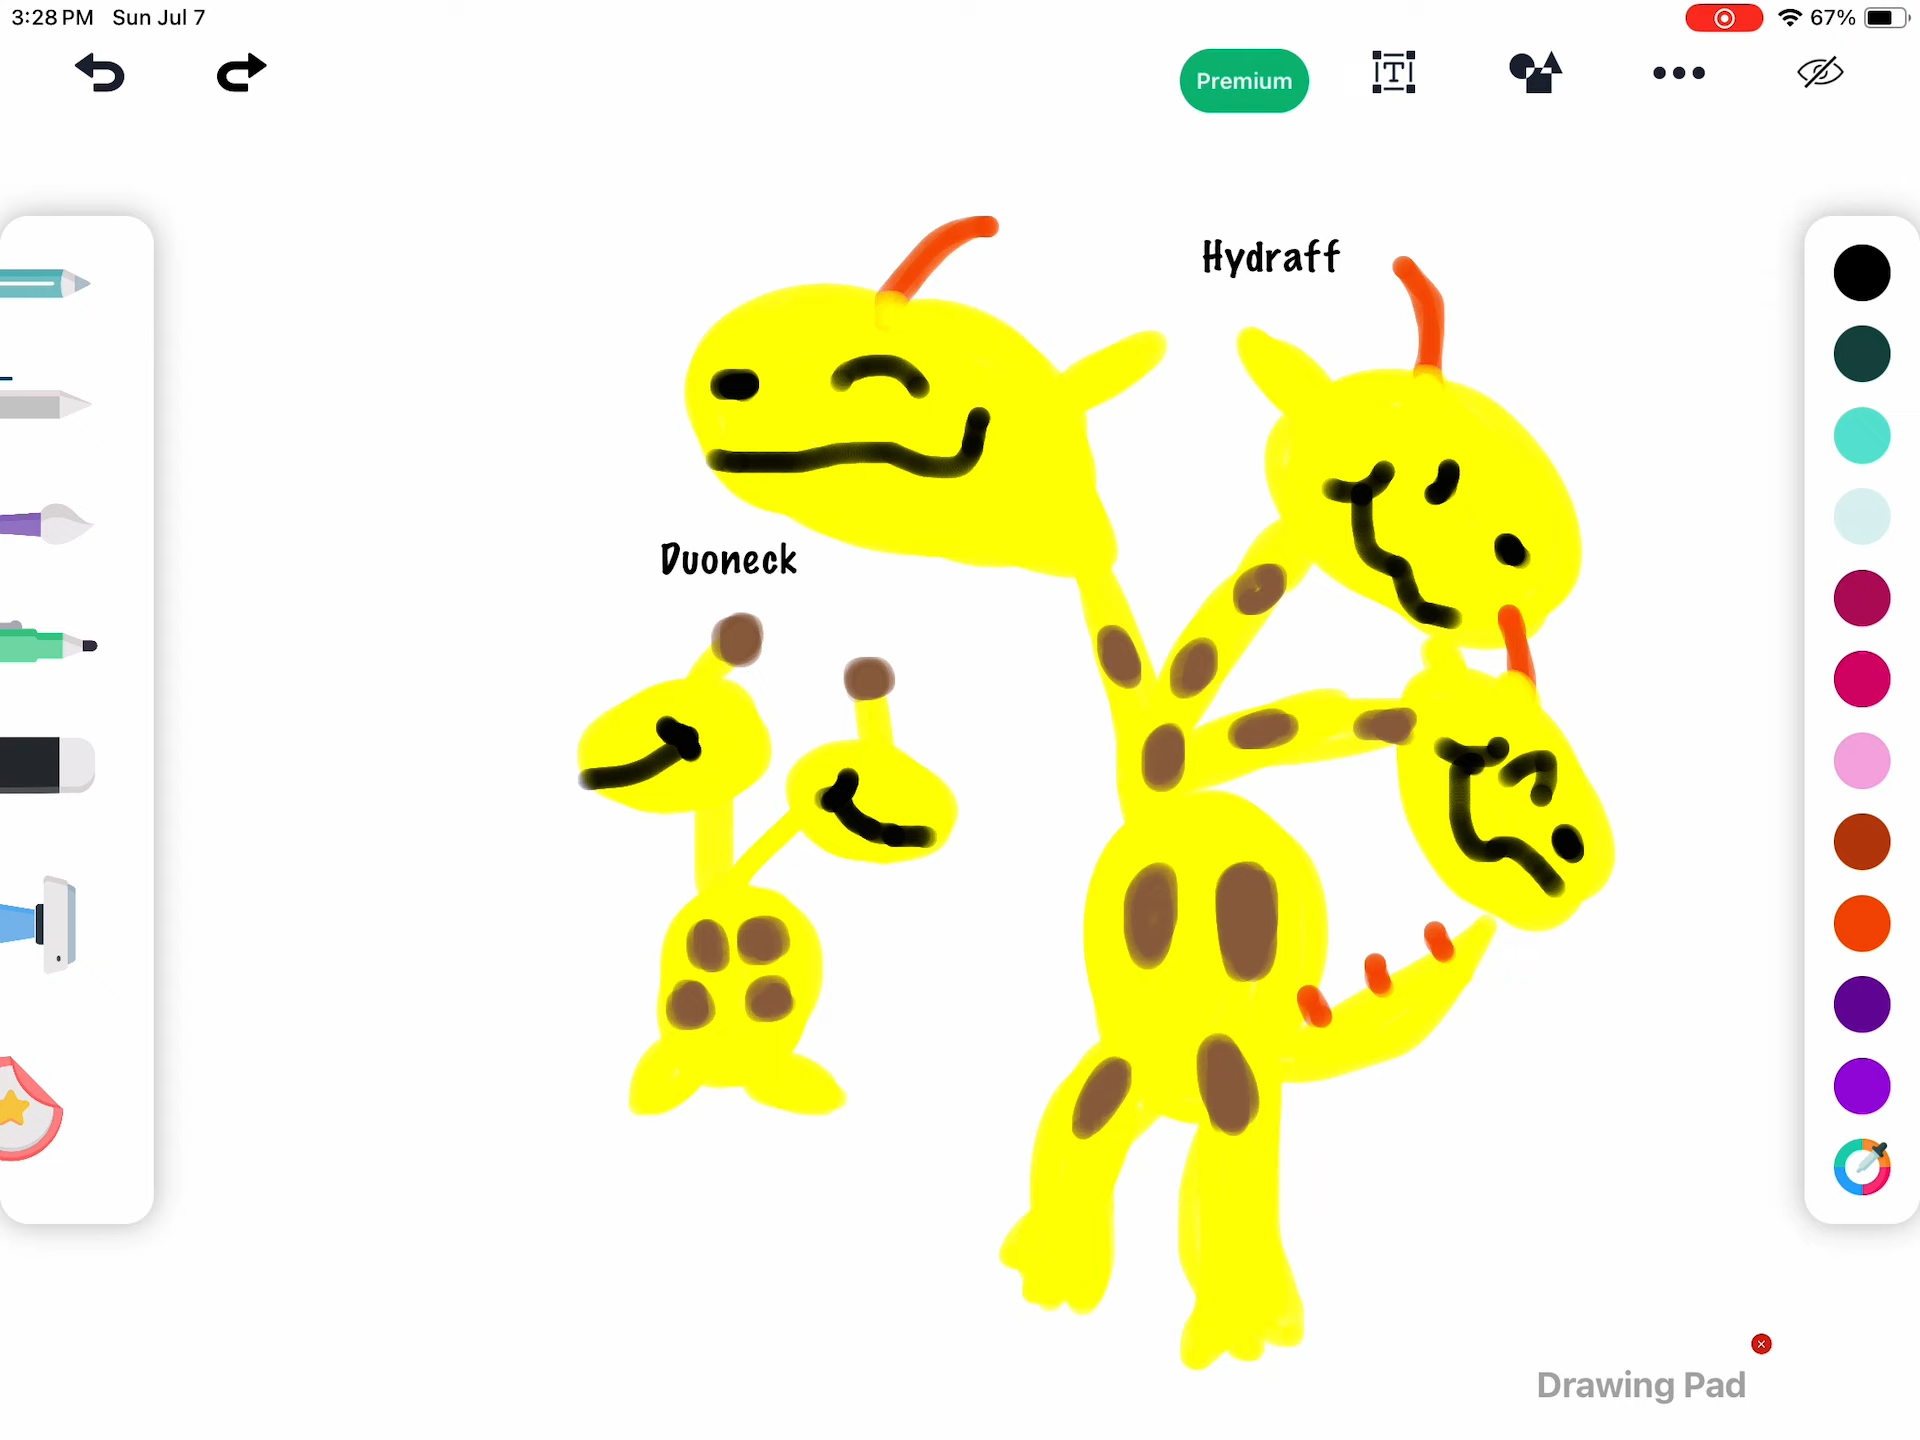 3:28 PM Sun Jul 7
67%
Premium
T
Hydraff
Duoneck
Drawing Pad